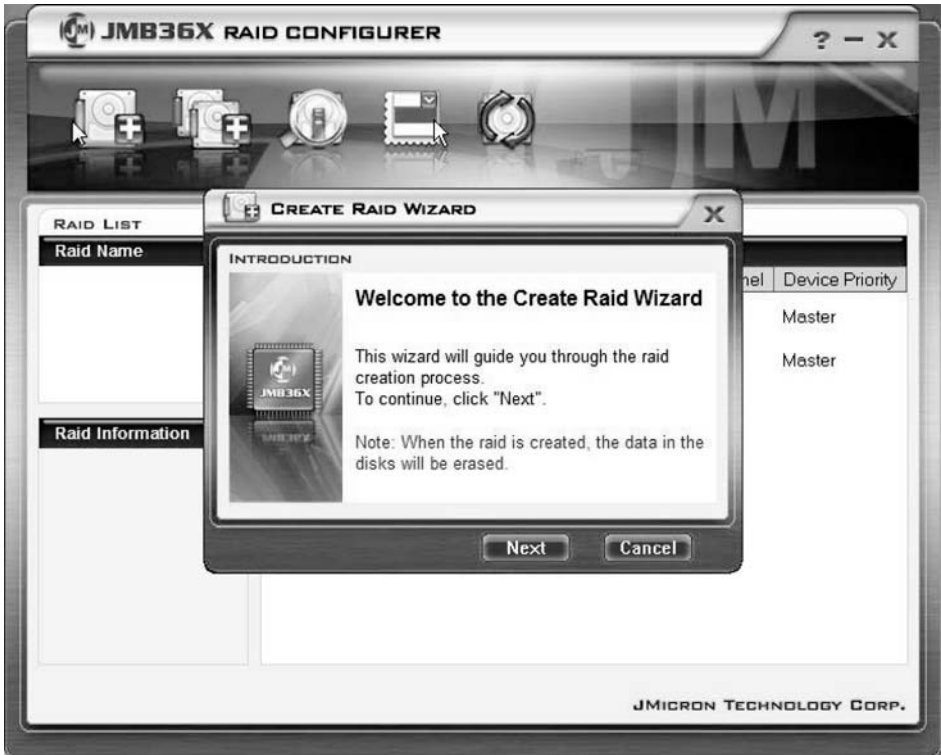 JMB36X RAID CONFIGURER
? - X
JM
RAID LIST
Raid Name
nel Device Priority
Master
Master
Raid Information
CREATE RAID WIZARD
X
INTRODUCTION
JMB36X
Welcome to the Create Raid Wizard
This wizard will guide you through the raid
creation process.
To continue, click "Next".
Note: When the raid is created, the data in the
disks will be erased.
Next Cancel
JMICRON TECHNOLOGY CORP.